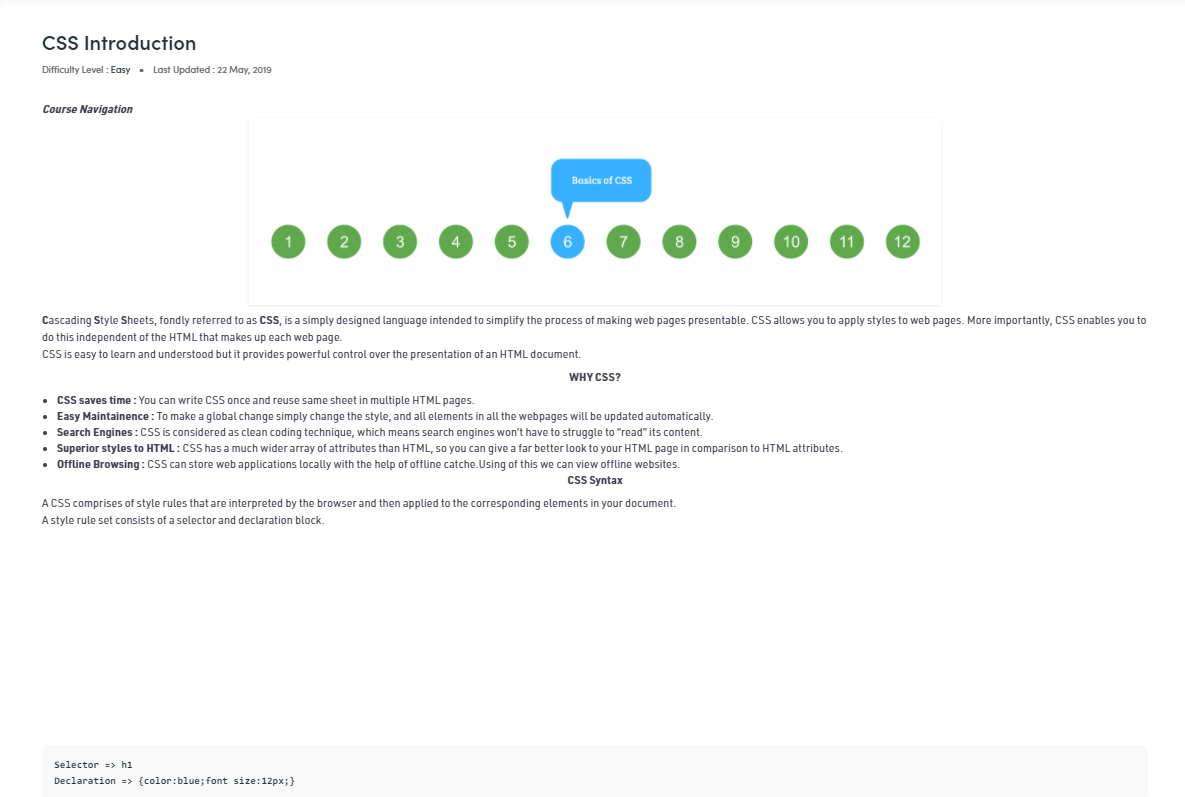 CSS Introduction
Difficulty Level : Easy • Last Updated : 22 May, 2019
Course Navigation
Basics of CSS
1 2 3 4 5 6 7 8 9 10 11 12
Cascading Style Sheets, fondly referred to as CSS, is a simply designed language intended to simplify the process of making web pages presentable. CSS allows you to apply styles to web pages. More importantly, CSS enables you to
do this independent of the HTML that makes up each web page.
CSS is easy to learn and understood but it provides powerful control over the presentation of an HTML document.
WHY CSS?
• CSS saves time : You can write CSS once and reuse same sheet in multiple HTML pages.
• Easy Maintainence : To make a global change simply change the style, and all elements in all the webpages will be updated automatically.
• Search Engines : CSS is considered as clean coding technique, which means search engines won't have to struggle to “read” its content.
• Superior styles to HTML : CSS has a much wider array of attributes than HTML, so you can give a far better look to your HTML page in comparison to HTML attributes.
• Offline Browsing : CSS can store web applications locally with the help of offline catche.Using of this we can view offline websites.
CSS Syntax
A CSS comprises of style rules that are interpreted by the browser and then applied to the corresponding elements in your document.
A style rule set consists of a selector and declaration block.
Selector => h1
Declaration => {color:blue;font size:12px;}